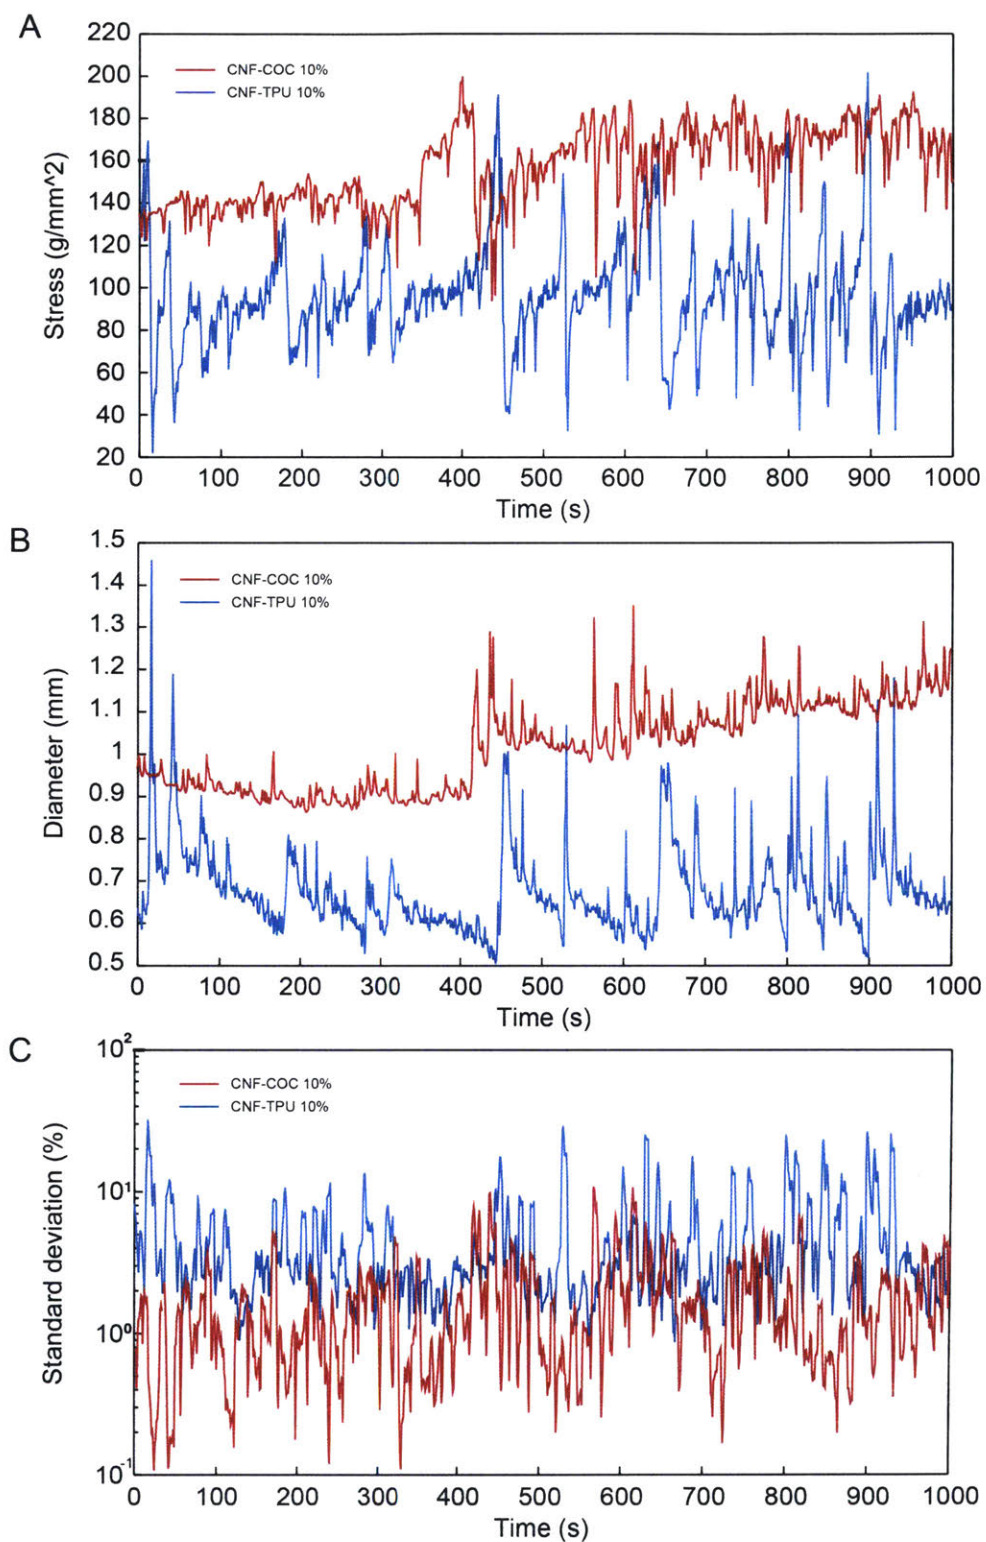 A
220
200
180
160
140
120
100
80
60
40
20
Stress (g/mm^2)
CNF-COC 10%
CNF-TPU 10%
0 100 200 300 400 500 600 700 800 900 1000
Time (s)
B
1.5
1.4
1.3
1.2
1.1
1
0.9
0.8
0.7
0.6
0.5
Diameter (mm)
CNF-COC 10%
CNF-TPU 10%
0 100 200 300 400 500 600 700 800 900 1000
Time (s)
C
10²
10¹
10⁰
10⁻¹
Standard deviation (%)
CNF-COC 10%
CNF-TPU 10%
0 100 200 300 400 500 600 700 800 900 1000
Time (s)